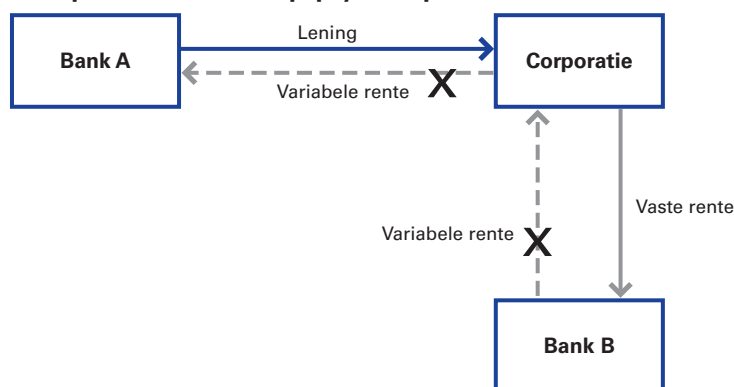 Lening
Bank A
Corporatie
Variabele rente
X
Vaste rente
Variabele rente
X
Bank B